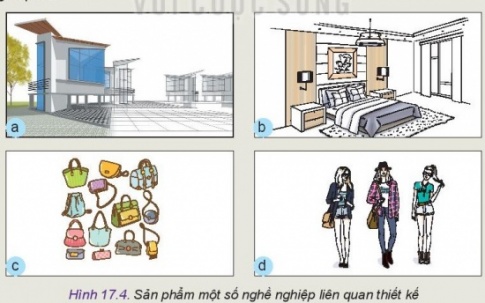 VỚI CUỘC SỐNG
a
b
c
d
Hình 17.4. Sản phẩm một số nghề nghiệp liên quan thiết kế